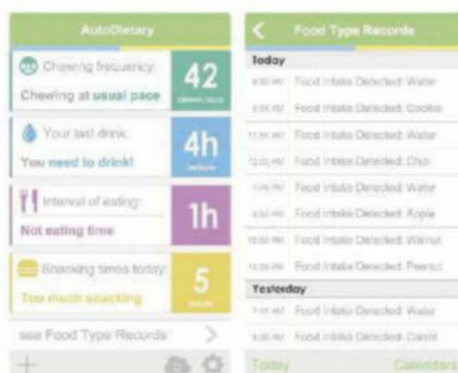 AutoDietary
Chewing frequency:
42
Chewing at usual pace
Your last drink:
4h
You need to drink!
before
Interval of eating:
1h
Not eating time
Snacking times today:
5
Too much snacking
see Food Type Records
Food Type Records
Today
Food Intake Detected: Water
Food Intake Detected: Cookie
Food Intake Detected: Water
Food Intake Detected: Chip
Food Intake Detected: Water
Food Intake Detected: Apple
Food Intake Detected: Walnut
Food Intake Detected: Peanut
Yesterday
Food Intake Detected: Water
Food Intake Detected: Carrot
Today
Calendars